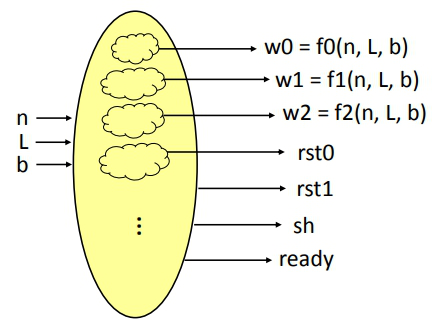 w0 = f0(n, L, b)
w1 = f1(n, L, b)
w2 = f2(n, L, b)
n
L
b
rst0
rst1
sh
ready